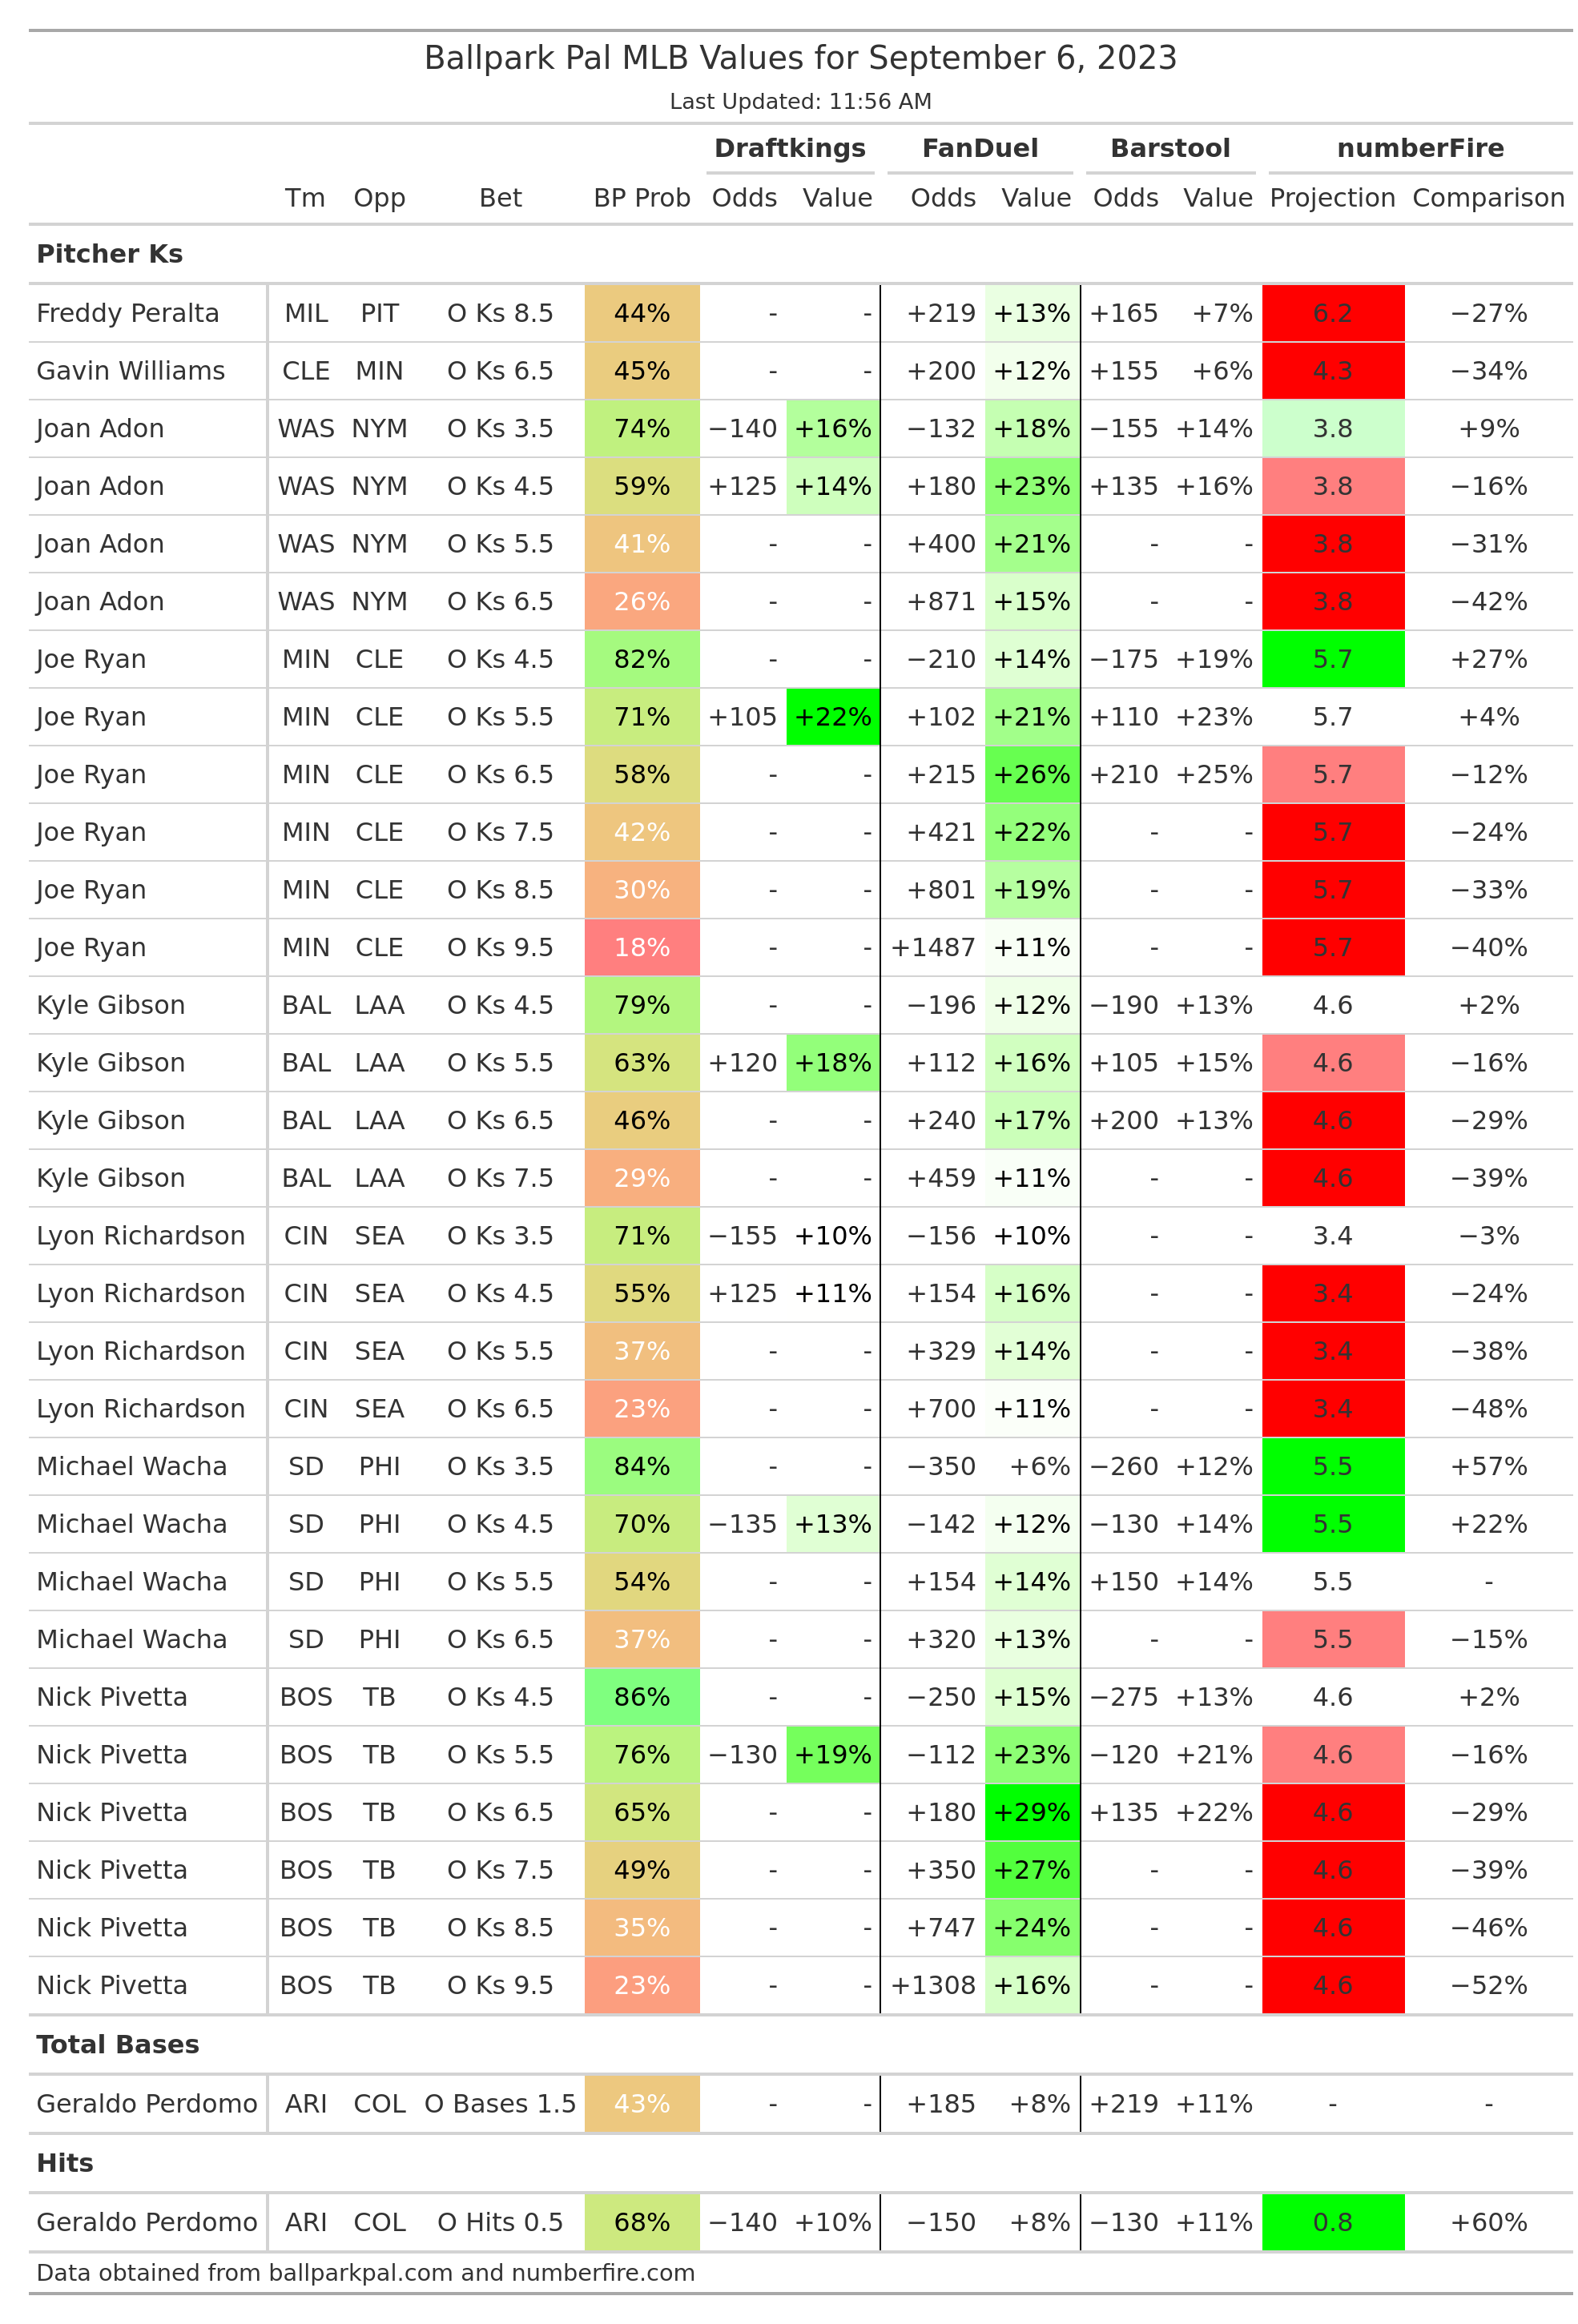 Ballpark Pal MLB Values for September 6, 2023
Last Updated: 11:56 AM
Draftkings FanDuel Barstool numberFire
Tm Opp Bet BP Prob Odds Value Odds Value Odds Value Projection Comparison
Pitcher Ks
Freddy Peralta MIL PIT O Ks 8.5 44% - - +219 +13% +165 +7% 6.2 −27%
Gavin Williams CLE MIN O Ks 6.5 45% - - +200 +12% +155 +6% 4.3 −34%
Joan Adon WAS NYM O Ks 3.5 74% −140 +16% −132 +18% −155 +14% 3.8 +9%
Joan Adon WAS NYM O Ks 4.5 59% +125 +14% +180 +23% +135 +16% 3.8 −16%
Joan Adon WAS NYM O Ks 5.5 41% - - +400 +21% - - 3.8 −31%
Joan Adon WAS NYM O Ks 6.5 26% - - +871 +15% - - 3.8 −42%
Joe Ryan MIN CLE O Ks 4.5 82% - - −210 +14% −175 +19% 5.7 +27%
Joe Ryan MIN CLE O Ks 5.5 71% +105 +22% +102 +21% +110 +23% 5.7 +4%
Joe Ryan MIN CLE O Ks 6.5 58% - - +215 +26% +210 +25% 5.7 −12%
Joe Ryan MIN CLE O Ks 7.5 42% - - +421 +22% - - 5.7 −24%
Joe Ryan MIN CLE O Ks 8.5 30% - - +801 +19% - - 5.7 −33%
Joe Ryan MIN CLE O Ks 9.5 18% - - +1487 +11% - - 5.7 −40%
Kyle Gibson BAL LAA O Ks 4.5 79% - - −196 +12% −190 +13% 4.6 +2%
Kyle Gibson BAL LAA O Ks 5.5 63% +120 +18% +112 +16% +105 +15% 4.6 −16%
Kyle Gibson BAL LAA O Ks 6.5 46% - - +240 +17% +200 +13% 4.6 −29%
Kyle Gibson BAL LAA O Ks 7.5 29% - - +459 +11% - - 4.6 −39%
Lyon Richardson CIN SEA O Ks 3.5 71% −155 +10% −156 +10% - - 3.4 −3%
Lyon Richardson CIN SEA O Ks 4.5 55% +125 +11% +154 +16% - - 3.4 −24%
Lyon Richardson CIN SEA O Ks 5.5 37% - - +329 +14% - - 3.4 −38%
Lyon Richardson CIN SEA O Ks 6.5 23% - - +700 +11% - - 3.4 −48%
Michael Wacha SD PHI O Ks 3.5 84% - - −350 +6% −260 +12% 5.5 +57%
Michael Wacha SD PHI O Ks 4.5 70% −135 +13% −142 +12% −130 +14% 5.5 +22%
Michael Wacha SD PHI O Ks 5.5 54% - - +154 +14% +150 +14% 5.5 -
Michael Wacha SD PHI O Ks 6.5 37% - - +320 +13% - - 5.5 −15%
Nick Pivetta BOS TB O Ks 4.5 86% - - −250 +15% −275 +13% 4.6 +2%
Nick Pivetta BOS TB O Ks 5.5 76% −130 +19% −112 +23% −120 +21% 4.6 −16%
Nick Pivetta BOS TB O Ks 6.5 65% - - +180 +29% +135 +22% 4.6 −29%
Nick Pivetta BOS TB O Ks 7.5 49% - - +350 +27% - - 4.6 −39%
Nick Pivetta BOS TB O Ks 8.5 35% - - +747 +24% - - 4.6 −46%
Nick Pivetta BOS TB O Ks 9.5 23% - - +1308 +16% - - 4.6 −52%
Total Bases
Geraldo Perdomo ARI COL O Bases 1.5 43% - - +185 +8% +219 +11% - -
Hits
Geraldo Perdomo ARI COL O Hits 0.5 68% −140 +10% −150 +8% −130 +11% 0.8 +60%
Data obtained from ballparkpal.com and numberfire.com